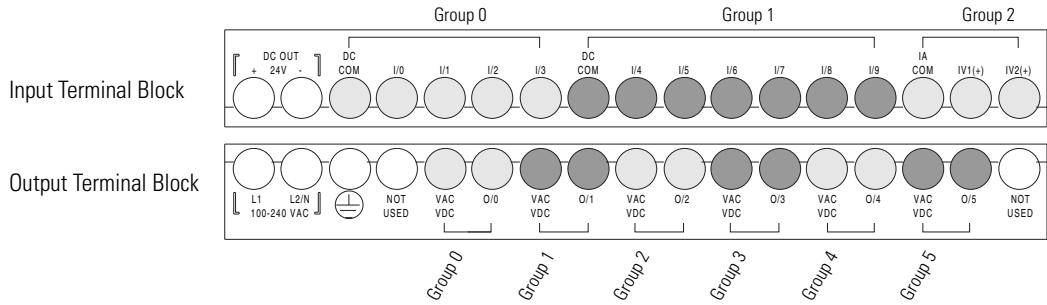 Group 0
Group 1
Group 2
DC OUT
+ 24V -
DC
COM
I/0
I/1
I/2
I/3
DC
COM
I/4
I/5
I/6
I/7
I/8
I/9
IA
COM
IV1(+)
IV2(+)
Input Terminal Block
Output Terminal Block
L1
L2/N
100-240 VAC
NOT
USED
VAC
VDC
O/0
VAC
VDC
O/1
VAC
VDC
O/2
VAC
VDC
O/3
VAC
VDC
O/4
VAC
VDC
O/5
NOT
USED
Group 0
Group 1
Group 2
Group 3
Group 4
Group 5